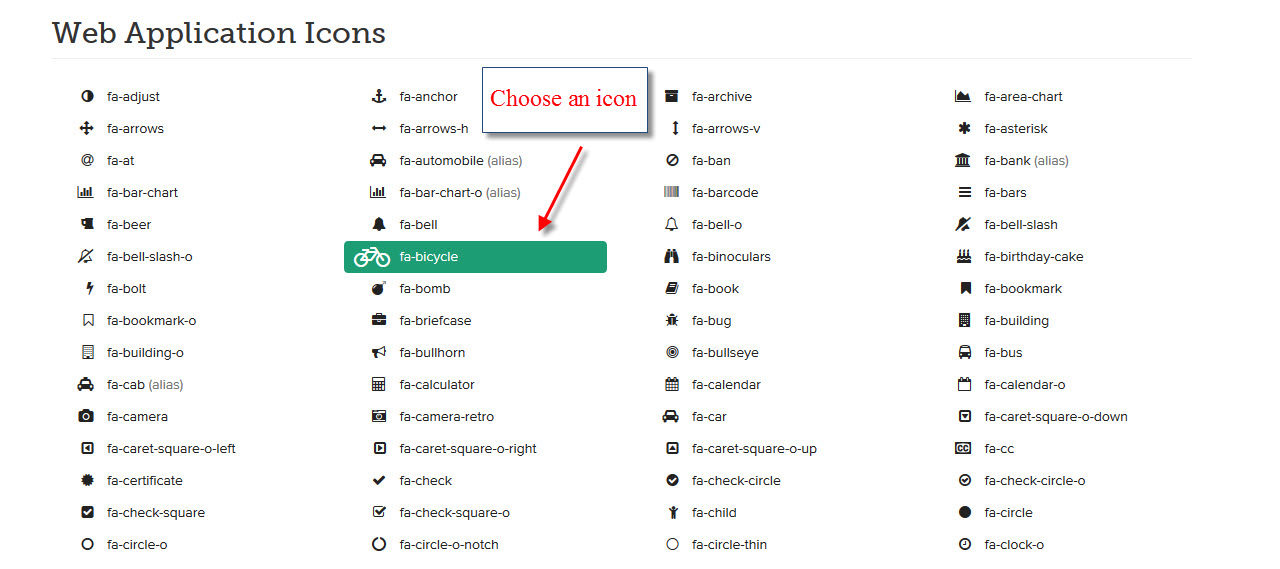 Web Application Icons
Choose an icon
fa-adjust fa-anchor fa-archive fa-area-chart
fa-arrows fa-arrows-h fa-arrows-v fa-asterisk
fa-at fa-automobile (alias) fa-ban fa-bank (alias)
fa-bar-chart fa-bar-chart-o (alias) fa-barcode fa-bars
fa-beer fa-bell fa-bell-o fa-bell-slash
fa-bell-slash-o fa-bicycle fa-binoculars fa-birthday-cake
fa-bolt fa-bomb fa-book fa-bookmark
fa-bookmark-o fa-briefcase fa-bug fa-building
fa-building-o fa-bullhorn fa-bullseye fa-bus
fa-cab (alias) fa-calculator fa-calendar fa-calendar-o
fa-camera fa-camera-retro fa-car fa-caret-square-o-down
fa-caret-square-o-left fa-caret-square-o-right fa-caret-square-o-up fa-cc
fa-certificate fa-check fa-check-circle fa-check-circle-o
fa-check-square fa-check-square-o fa-child fa-circle
fa-circle-o fa-circle-o-notch fa-circle-thin fa-clock-o